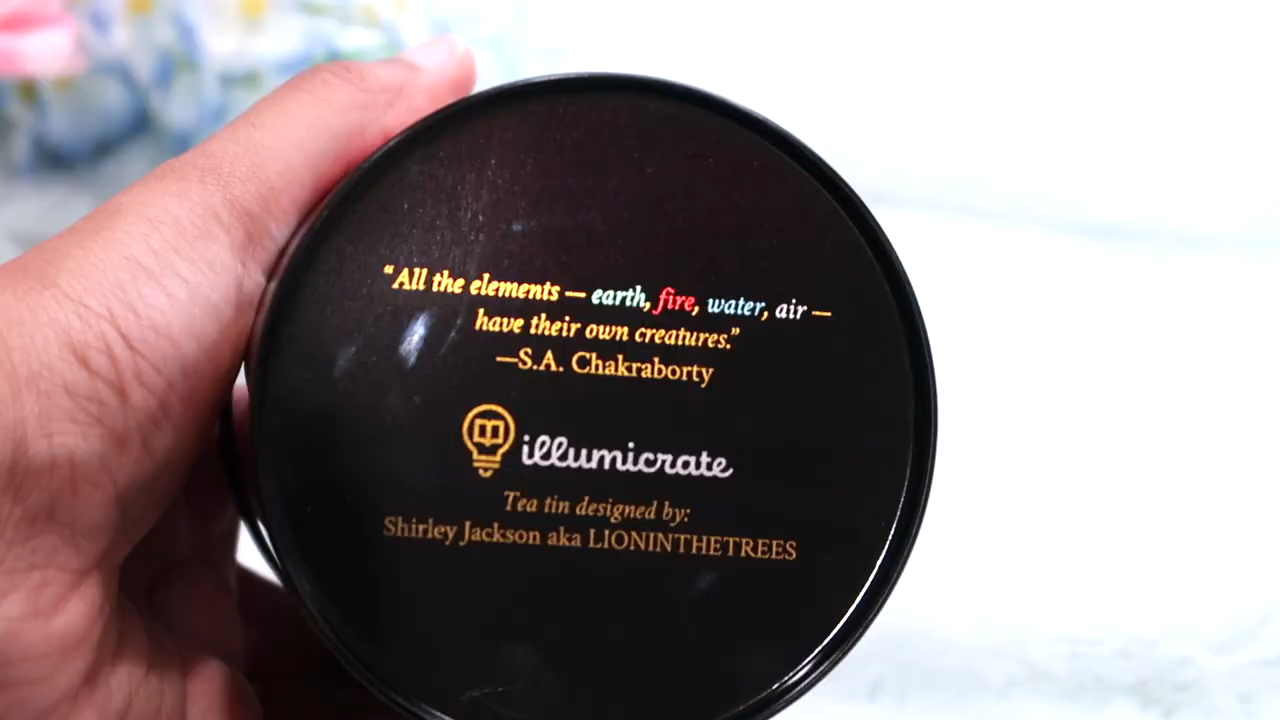 “All the elements — earth, fire, water, air —
have their own creatures.”
—S.A. Chakraborty
illumicrate
Tea tin designed by:
Shirley Jackson aka LIONINTHETREES